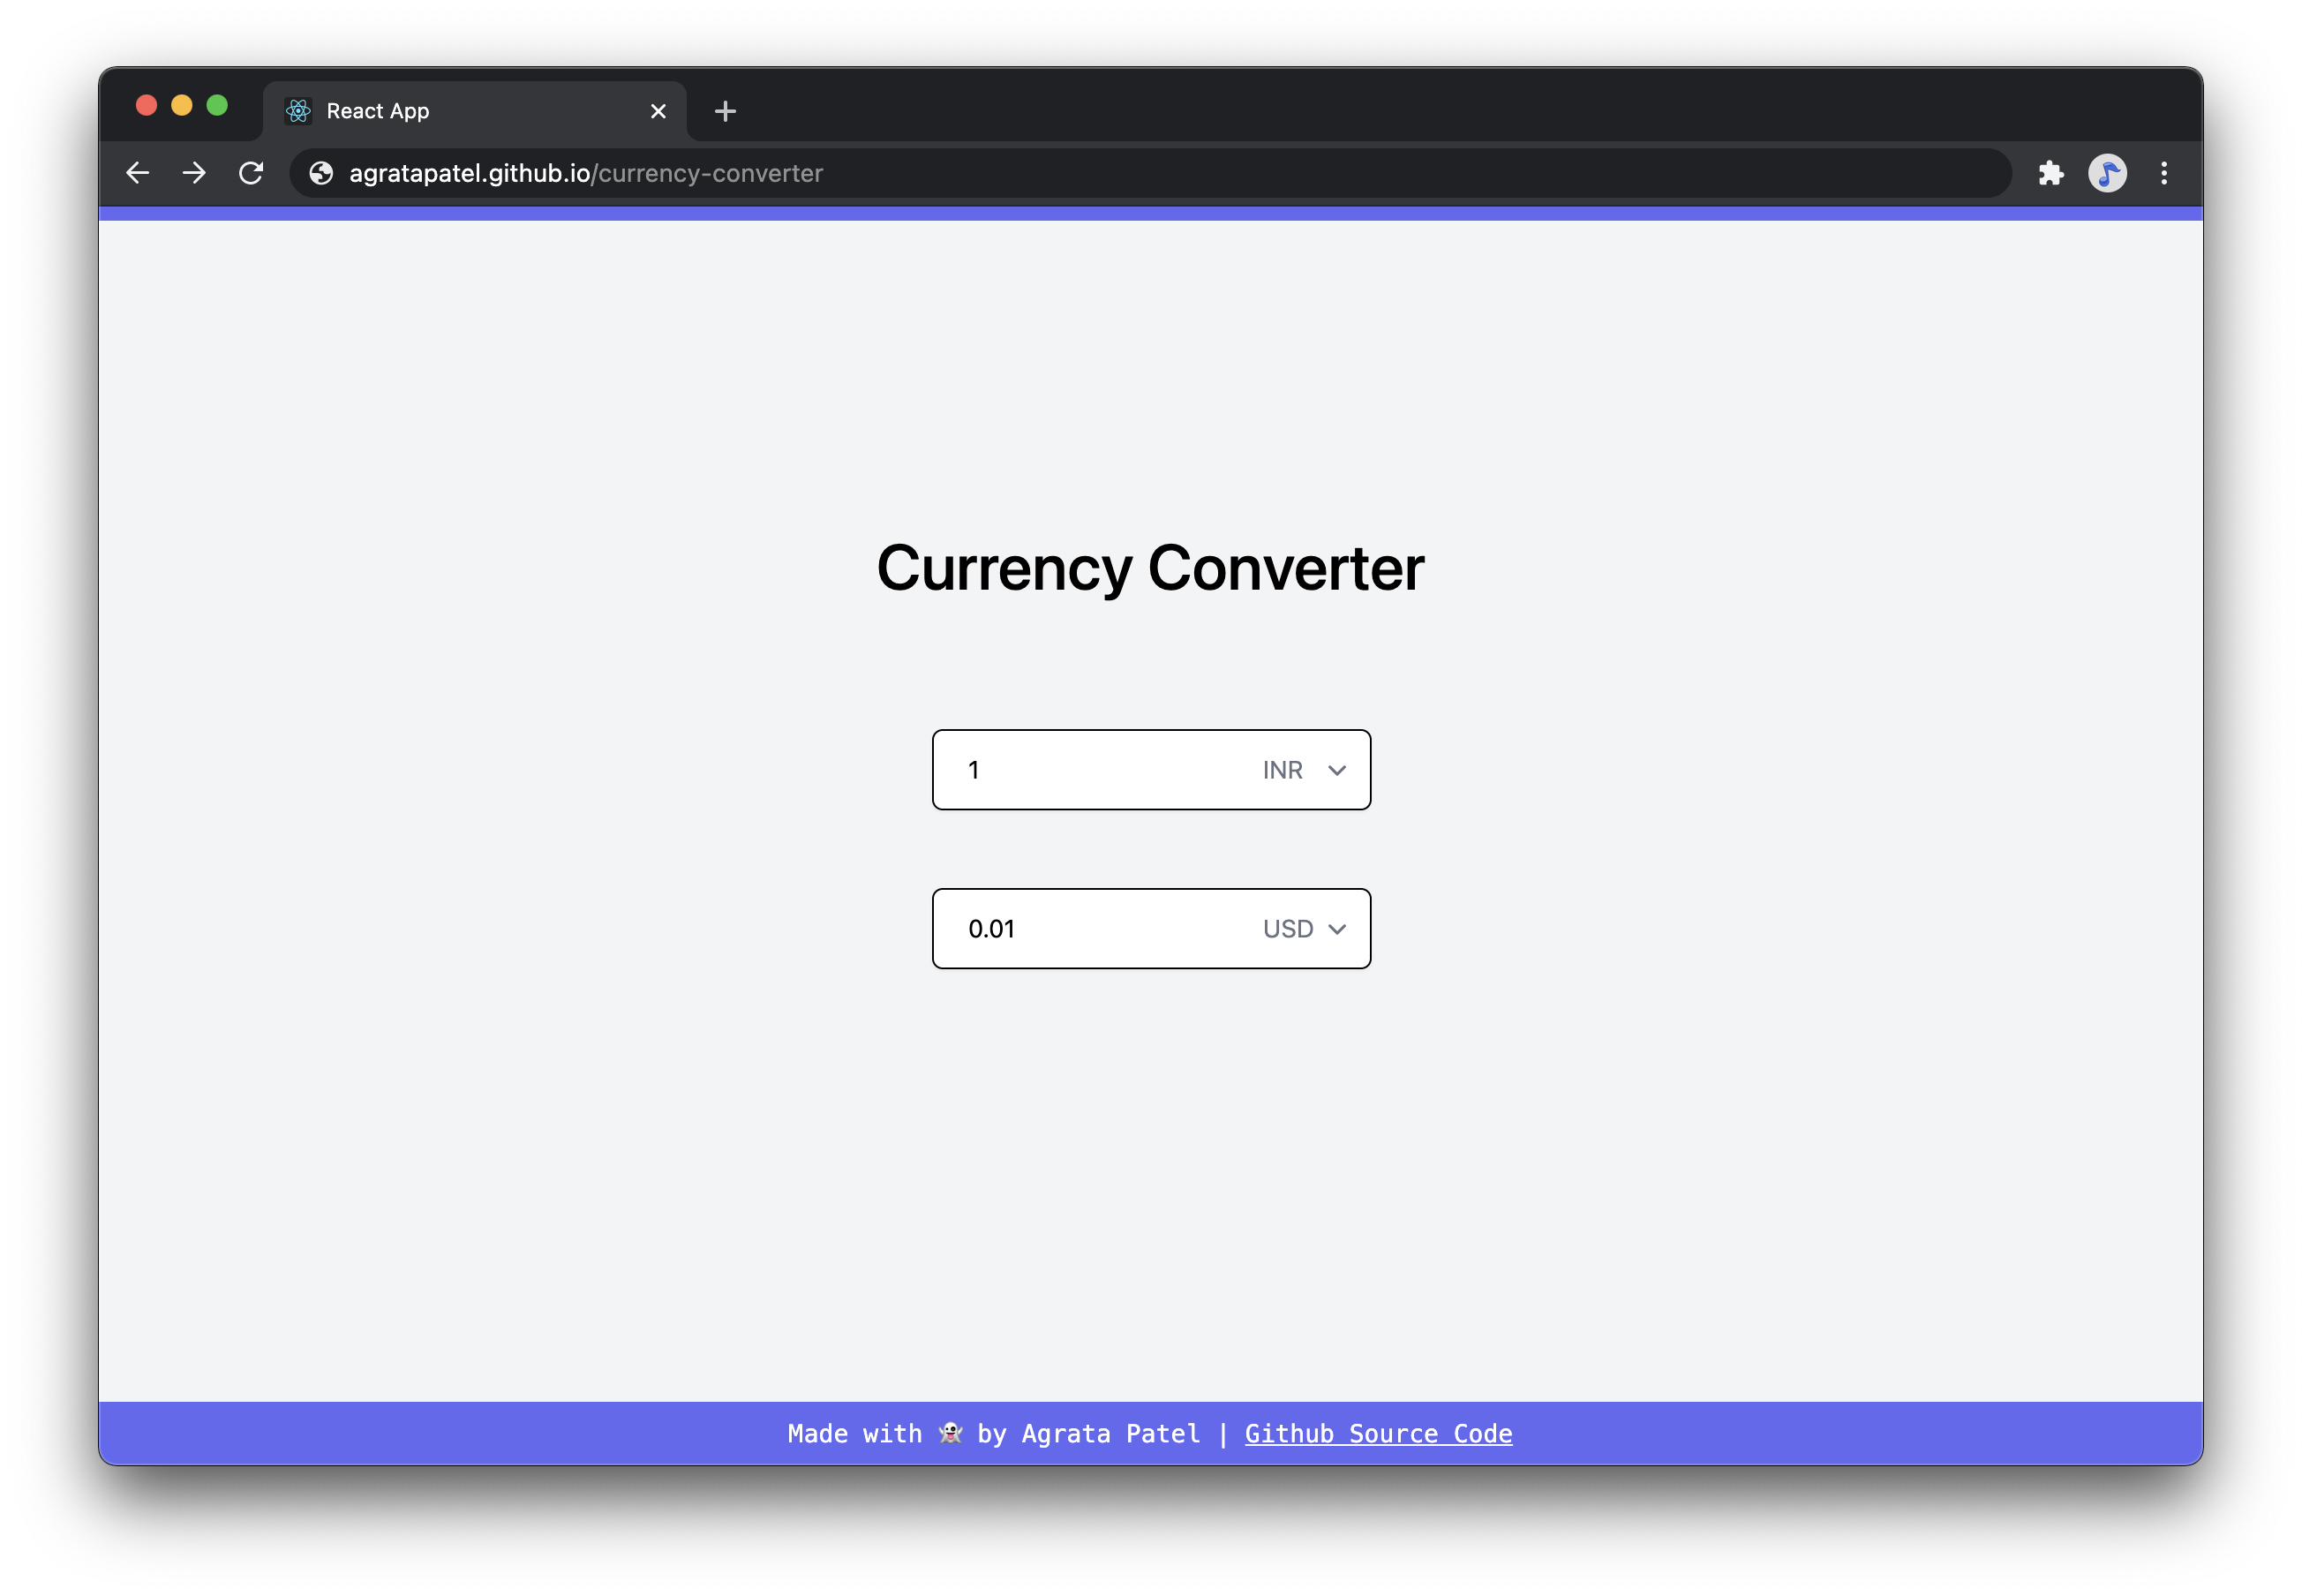 React App
agratapatel.github.io/currency-converter
Currency Converter
1 INR
0.01 USD
Made with 👻 by Agrata Patel | Github Source Code